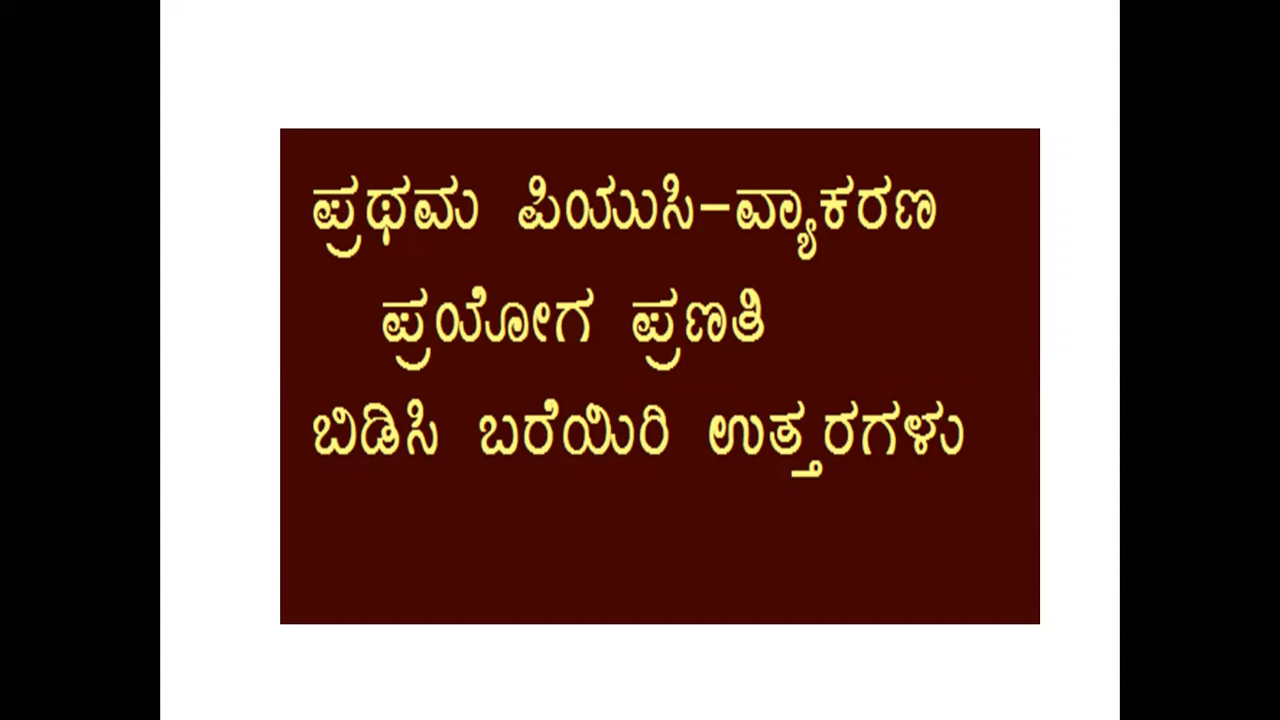 ಪ್ರಥಮ ಪಿಯುಸಿ-ವ್ಯಾಕರಣ
ಪ್ರಯೋಗ ಪ್ರಣತಿ
ಬಿಡಿಸಿ ಬರೆಯಿರಿ ಉತ್ತರಗಳು